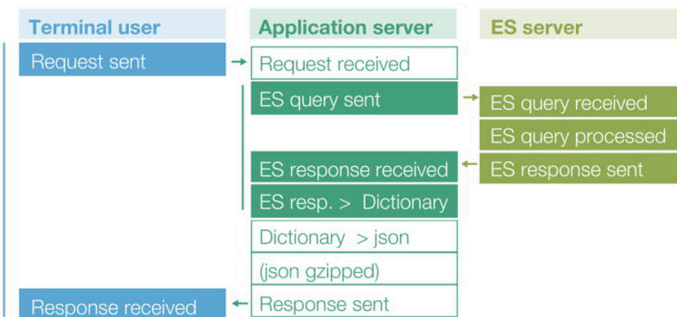 Terminal user Application server ES server
Request sent Request received
ES query sent ES query received
ES query processed
ES response received ES response sent
ES resp. > Dictionary
Dictionary > json
(json gzipped)
Response received Response sent